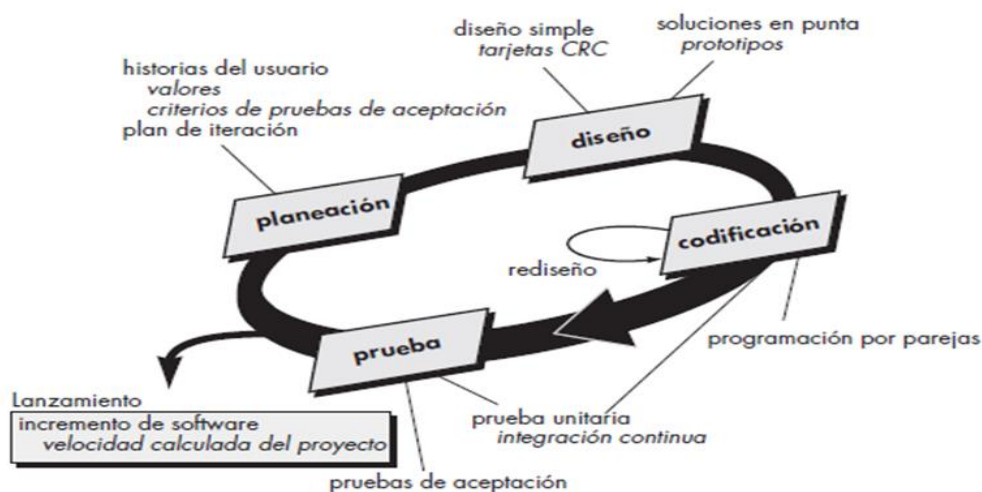 diseño simple
tarjetas CRC
soluciones en punta
prototipos
historias del usuario
valores
criterios de pruebas de aceptación
plan de iteración
diseño
planeación
codificación
rediseño
programación por parejas
prueba
prueba unitaria
integración continua
pruebas de aceptación
Lanzamiento
incremento de software
velocidad calculada del proyecto